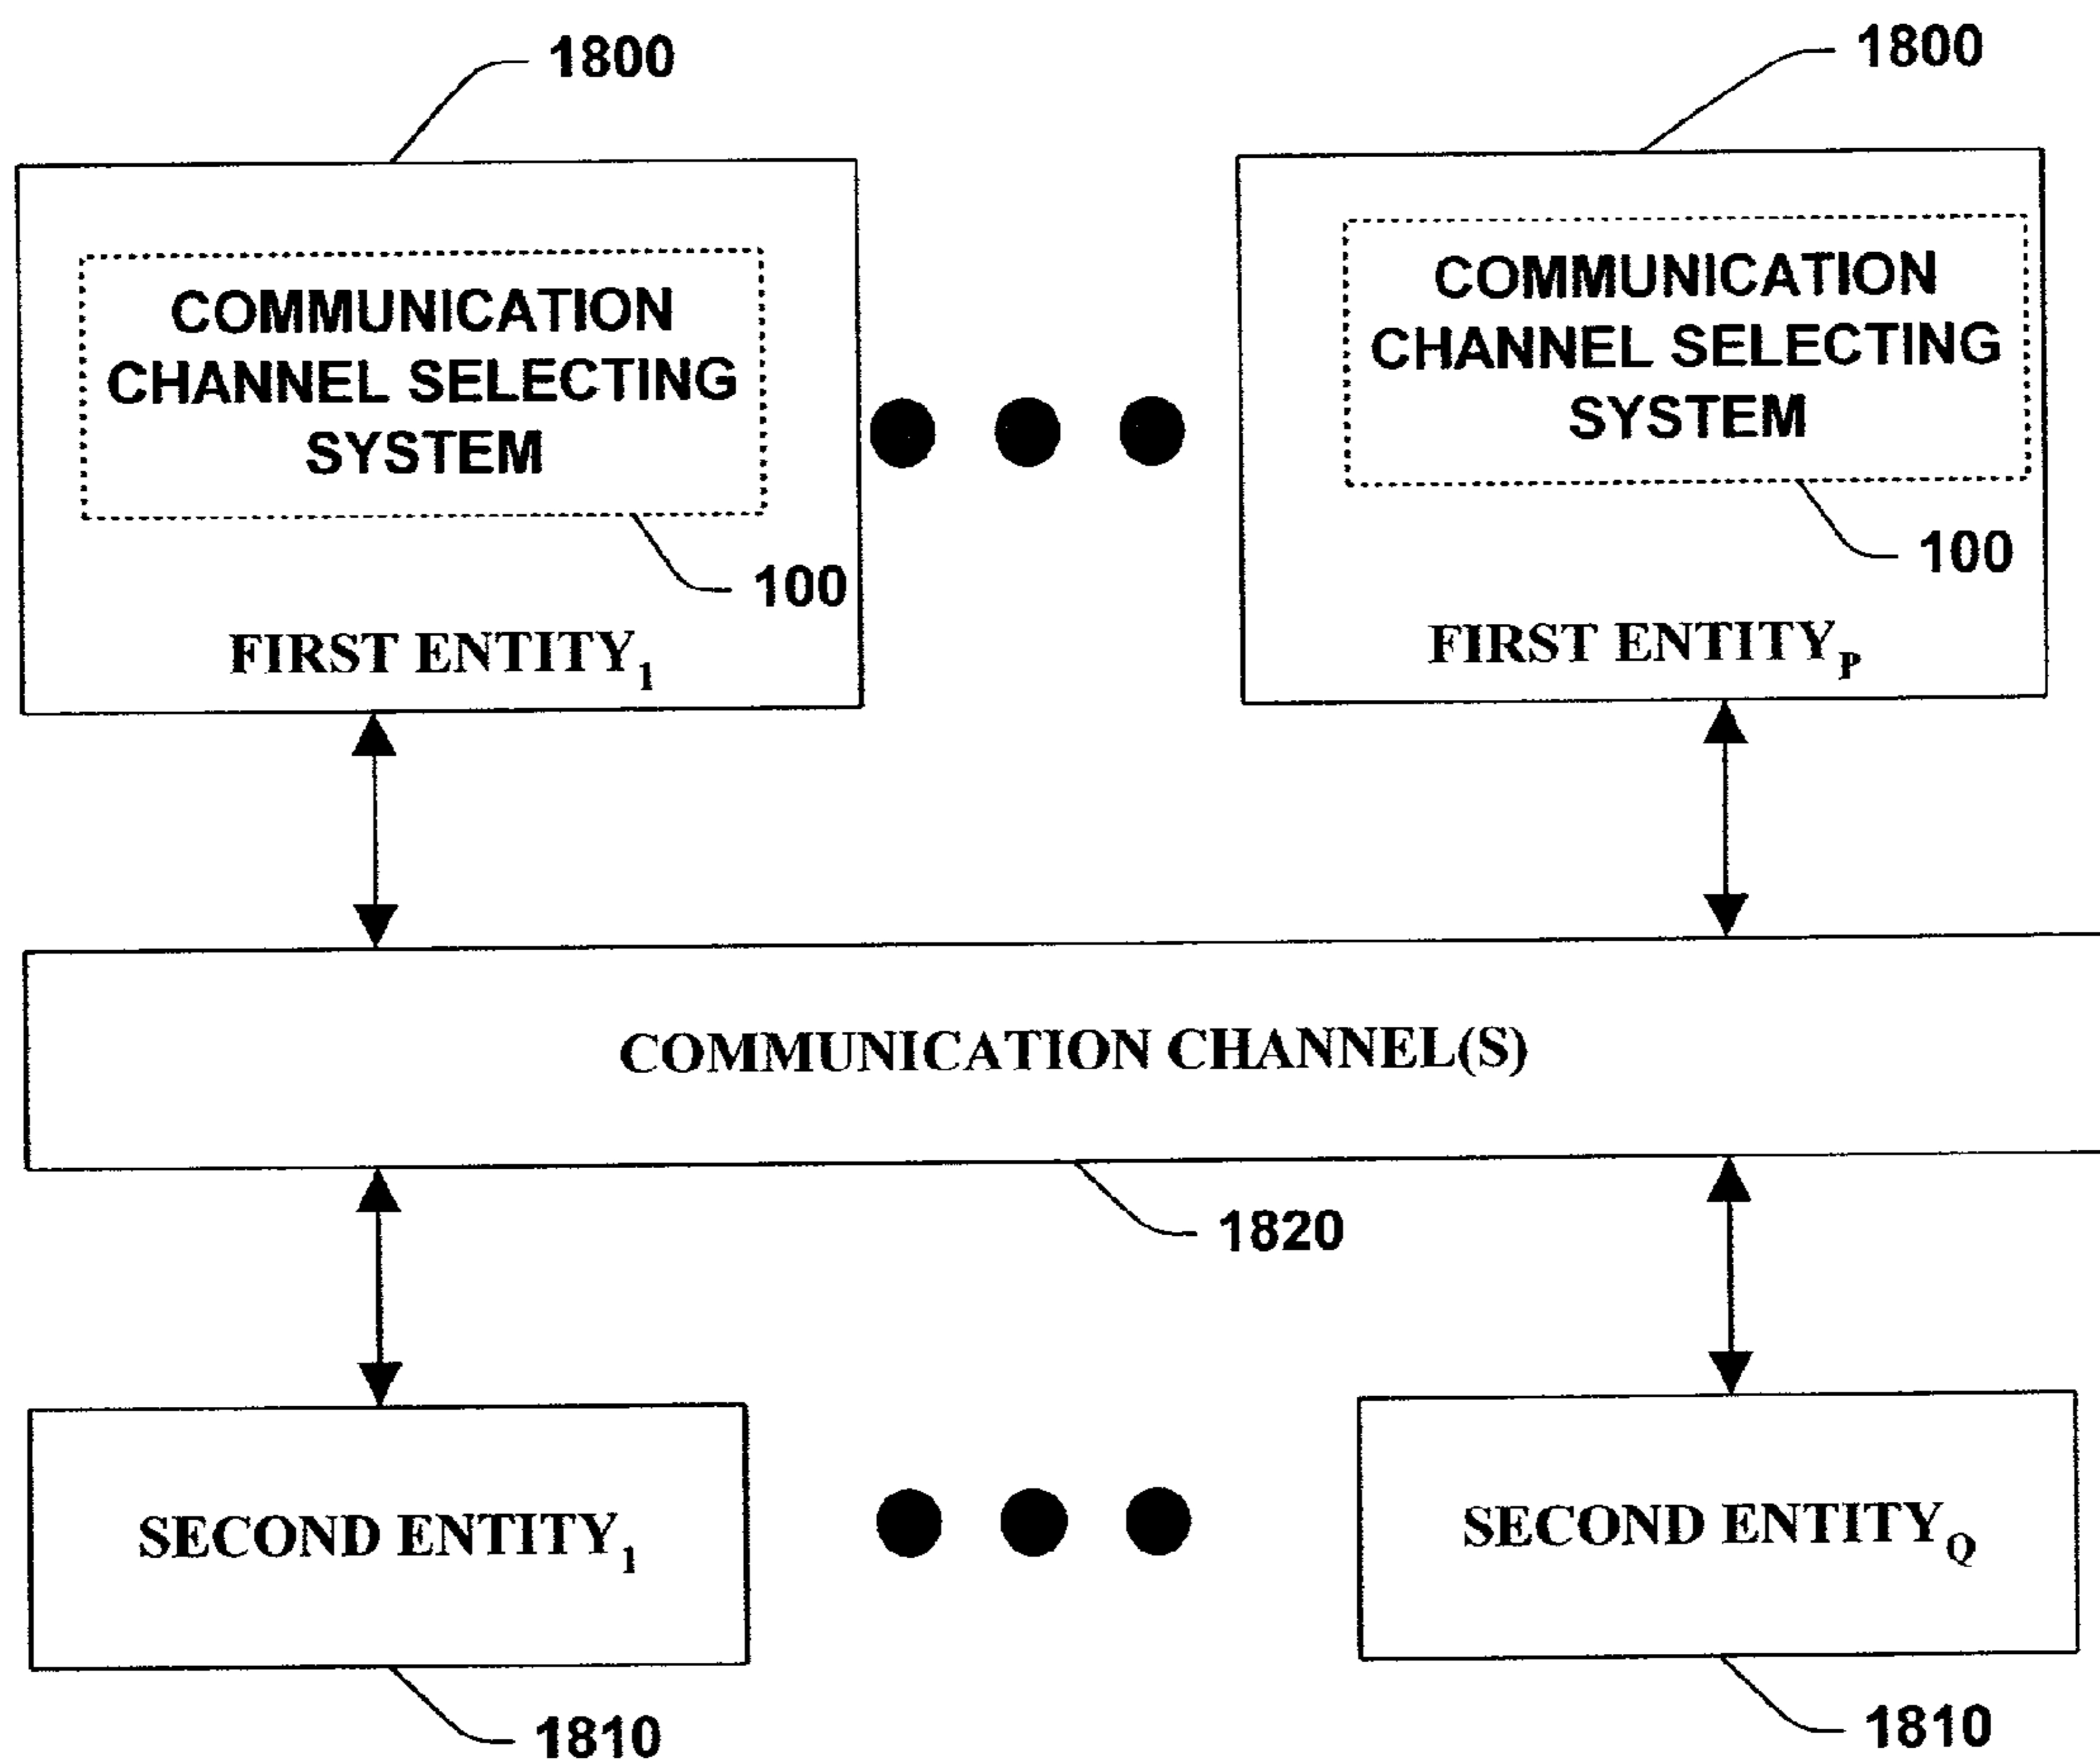 1800
1800
COMMUNICATION
CHANNEL SELECTING
SYSTEM
100
FIRST ENTITY1
COMMUNICATION
CHANNEL SELECTING
SYSTEM
100
FIRST ENTITYP
COMMUNICATION CHANNEL(S)
1820
SECOND ENTITY1
SECOND ENTITYQ
1810
1810